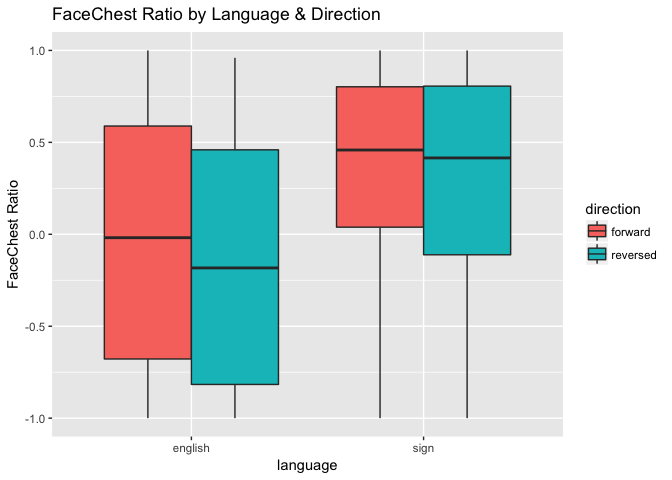 FaceChest Ratio by Language & Direction
1.0
0.5
0.0
-0.5
-1.0
FaceChest Ratio
english
sign
language
direction
forward
reversed